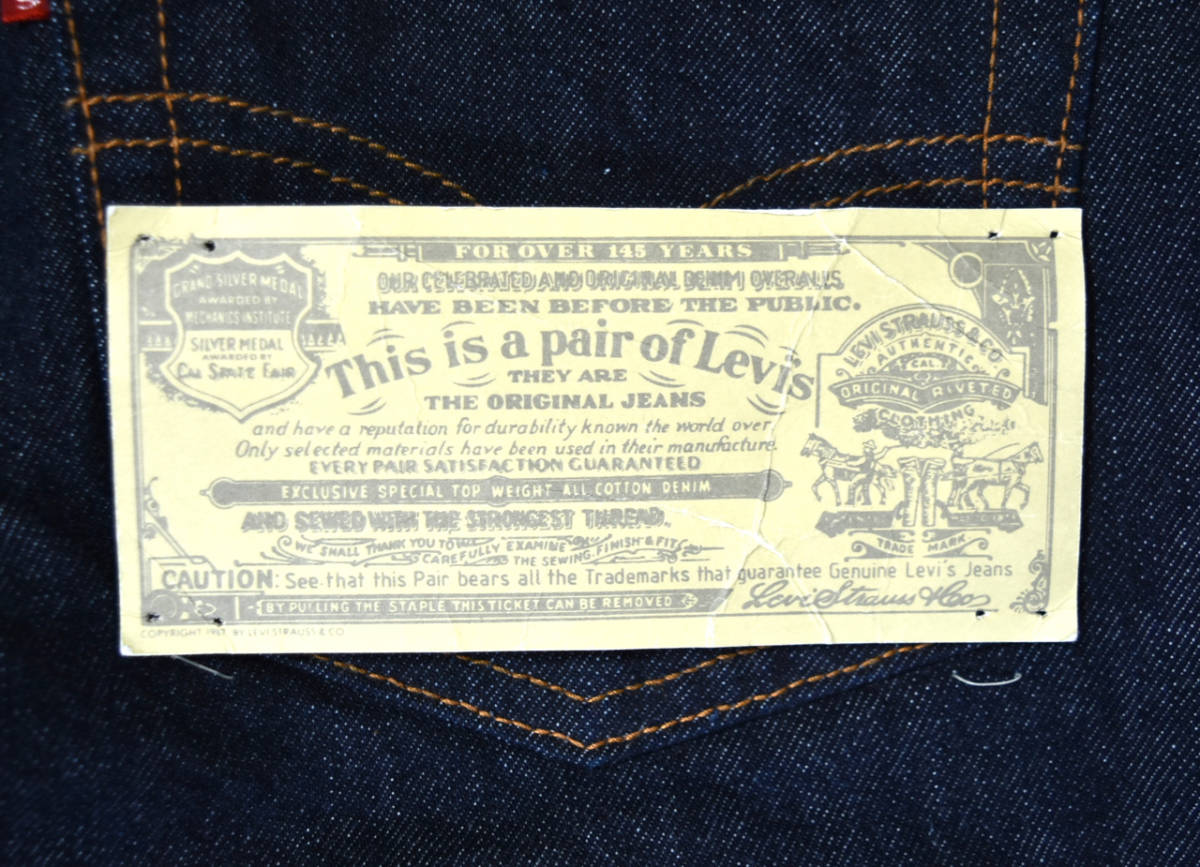 FOR OVER 145 YEARS
OUR CELEBRATED AND ORIGINAL DENIM OVERALLS
HAVE BEEN BEFORE THE PUBLIC.
This is a pair of Levi's
THEY ARE
THE ORIGINAL JEANS
and have a reputation for durability known the world over.
Only selected materials have been used in their manufacture.
EVERY PAIR SATISFACTION GUARANTEED
EXCLUSIVE SPECIAL TOP WEIGHT ALL COTTON DENIM
AND SEWED WITH THE STRONGEST THREAD.
WE SHALL THANK YOU TO
CAREFULLY EXAMINE
THE SEWING, FINISH & FIT
CAUTION: See that this Pair bears all the Trademarks that guarantee Genuine Levi's Jeans
BY PULLING THE STAPLE THIS TICKET CAN BE REMOVED
Levi Strauss & Co
COPYRIGHT BY LEVI STRAUSS & CO
GRAND SILVER MEDAL
AWARDED BY
MECHANICS INSTITUTE
SILVER MEDAL
AWARDED BY
CAL STATE FAIR
LEVI STRAUSS & CO
AUTHENTIC
CAL.
ORIGINAL RIVETED
CLOTHING
TRADE MARK